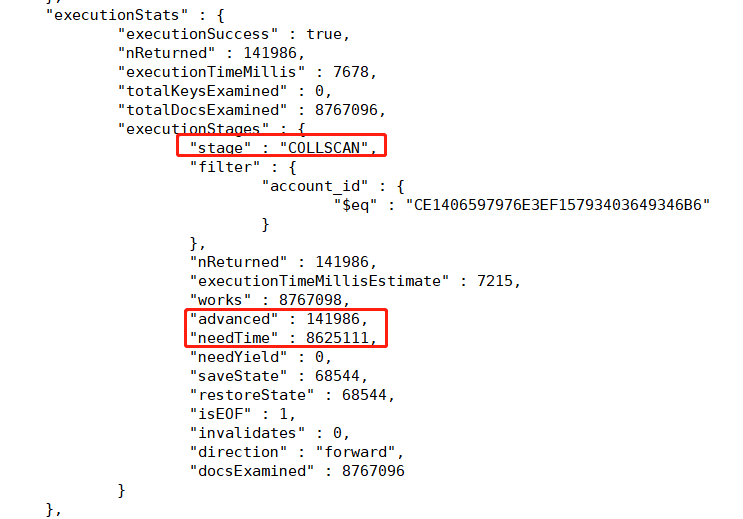 },
"executionStats" : {
"executionSuccess" : true,
"nReturned" : 141986,
"executionTimeMillis" : 7678,
"totalKeysExamined" : 0,
"totalDocsExamined" : 8767096,
"executionStages" : {
"stage" : "COLLSCAN",
"filter" : {
"account_id" : {
"$eq" : "CE1406597976E3EF15793403649346B6"
}
},
"nReturned" : 141986,
"executionTimeMillisEstimate" : 7215,
"works" : 8767098,
"advanced" : 141986,
"needTime" : 8625111,
"needYield" : 0,
"saveState" : 68544,
"restoreState" : 68544,
"isEOF" : 1,
"invalidates" : 0,
"direction" : "forward",
"docsExamined" : 8767096
}
},